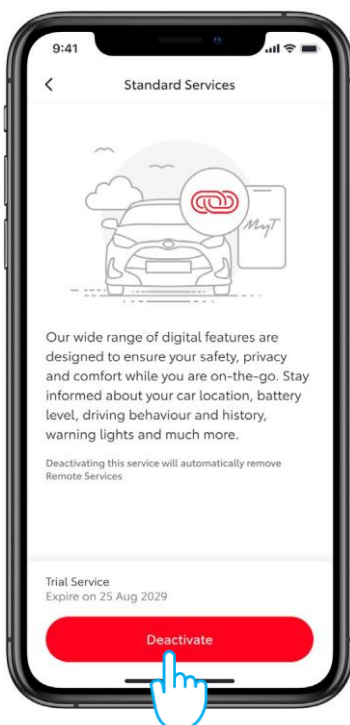 9:41
Standard Services
MyT
Our wide range of digital features are
designed to ensure your safety, privacy
and comfort while you are on-the-go. Stay
informed about your car location, battery
level, driving behaviour and history,
warning lights and much more.
Deactivating this service will automatically remove
Remote Services
Trial Service
Expire on 25 Aug 2029
Deactivate